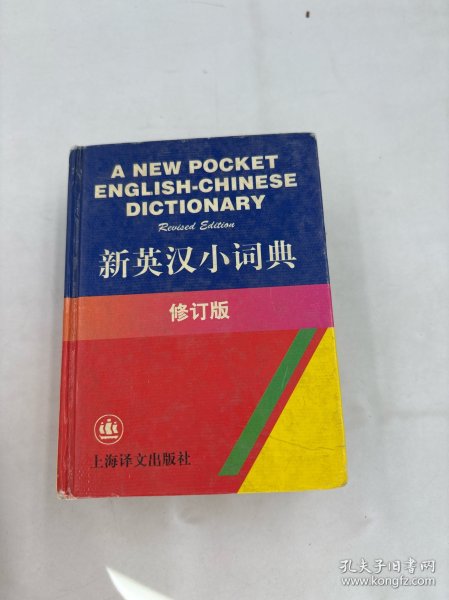 A NEW POCKET
ENGLISH-CHINESE
DICTIONARY
Revised Edition
新英汉小词典
修订版
上海译文出版社
孔夫子旧书网
www.kongfz.com